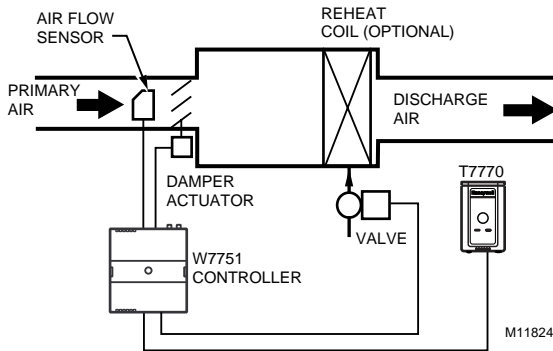 AIR FLOW
SENSOR
REHEAT
COIL (OPTIONAL)
PRIMARY
AIR
DISCHARGE
AIR
DAMPER
ACTUATOR
T7770
Honeywell
VALVE
W7751
CONTROLLER
M11824